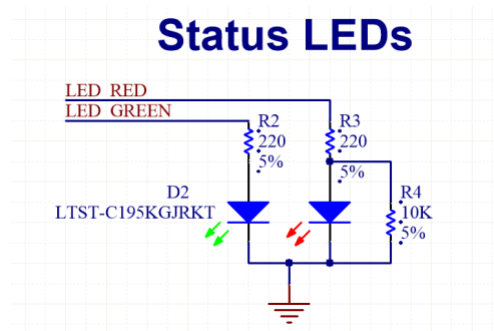 Status LEDs
LED_RED
LED_GREEN
R2
220
5%
R3
220
5%
D2
LTST-C195KGJRKT
R4
10K
5%